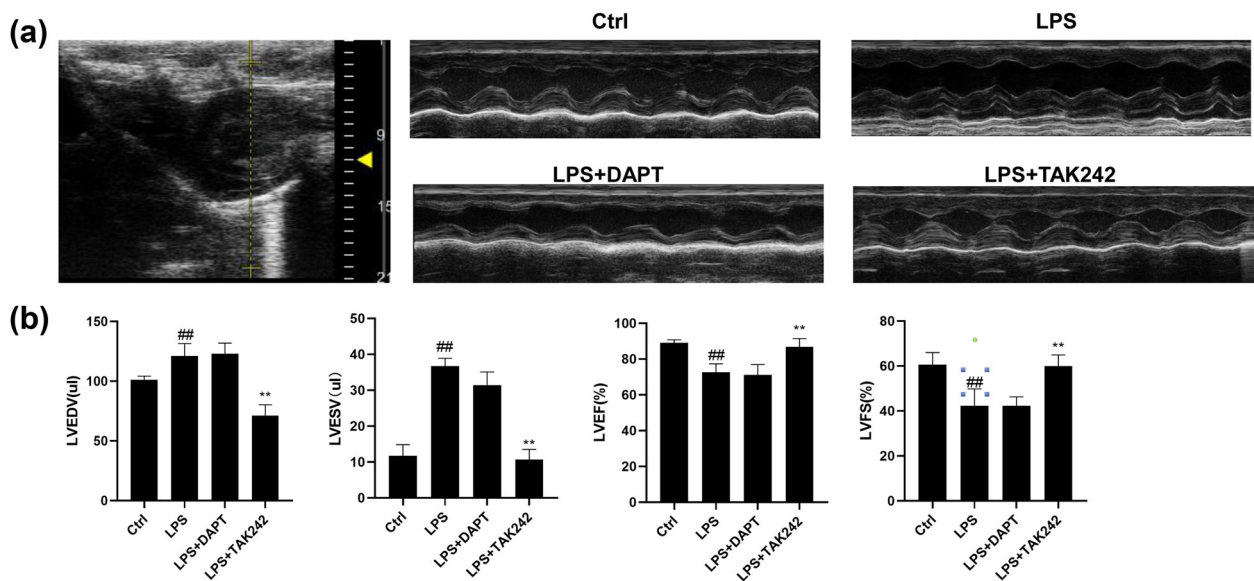 (a)
Ctrl
LPS
9
15
21
LPS+DAPT
LPS+TAK242
(b)
LVEDV(ul)
150
100
50
0
##
**
Ctrl
LPS
LPS+DAPT
LPS+TAK242
LVESV(ul)
50
40
30
20
10
0
##
**
Ctrl
LPS
LPS+DAPT
LPS+TAK242
LVEF(%)
100
80
60
40
20
0
##
**
Ctrl
LPS
LPS+DAPT
LPS+TAK242
LVFS(%)
80
60
40
20
0
##
**
Ctrl
LPS
LPS+DAPT
LPS+TAK242